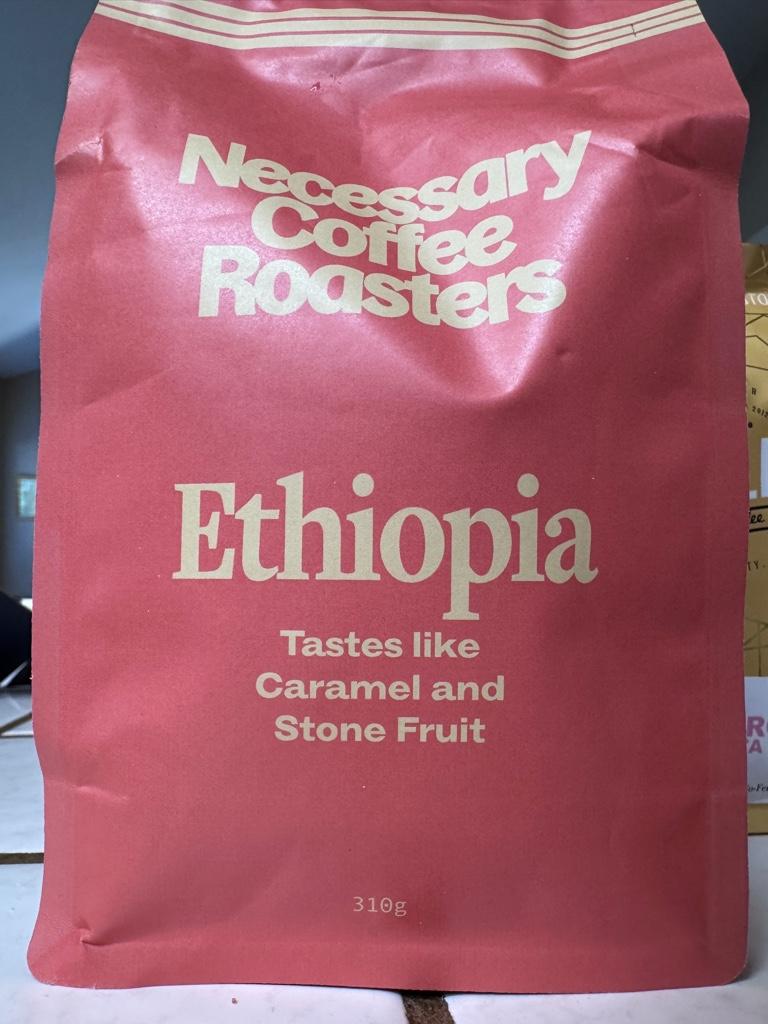 Necessary
Coffee
Roasters
Ethiopia
Tastes like
Caramel and
Stone Fruit
310g